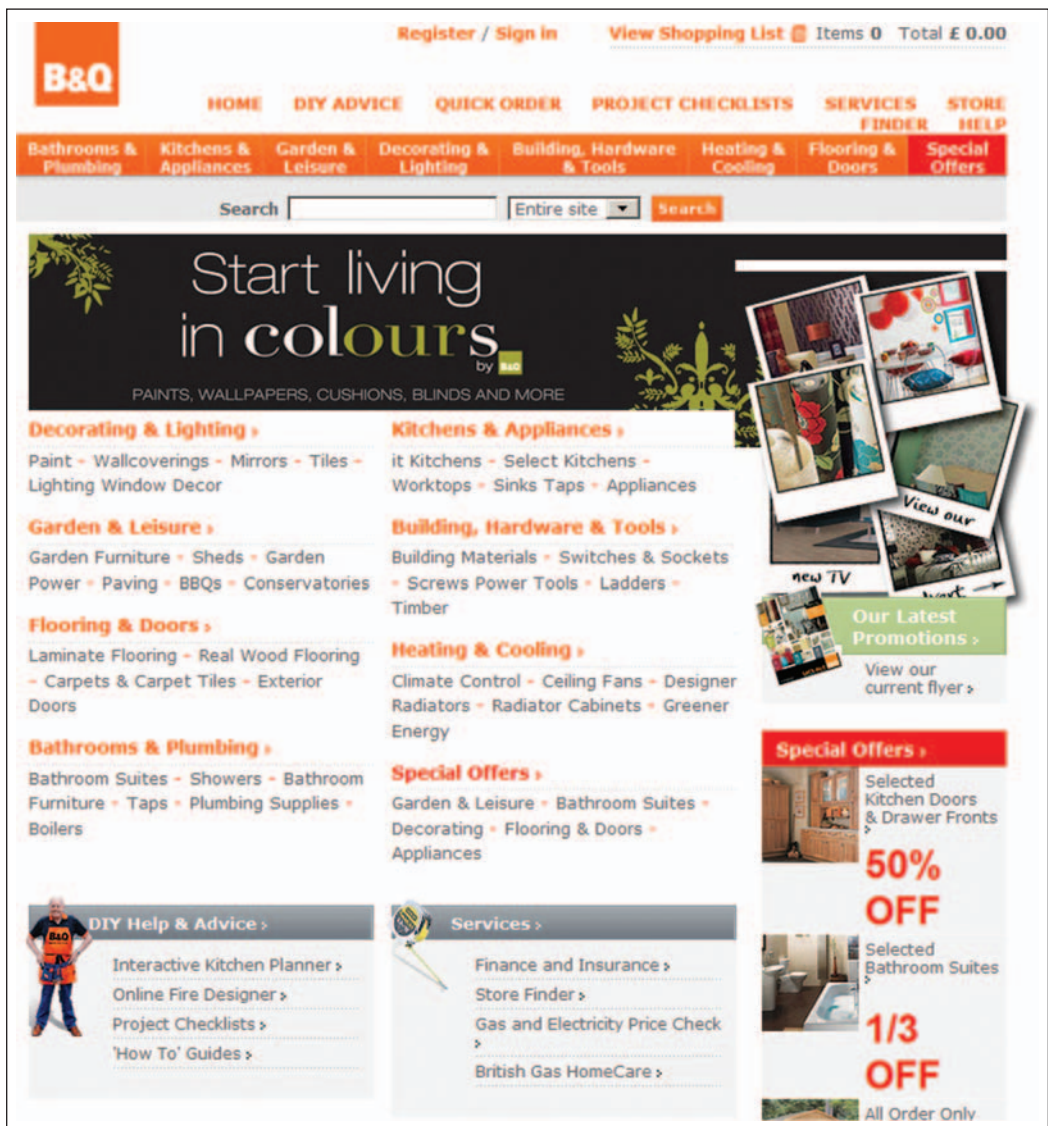 Register / Sign in View Shopping List Items 0 Total £ 0.00
B&Q
HOME DIY ADVICE QUICK ORDER PROJECT CHECKLISTS SERVICES STORE
FINDER HELP
Bathrooms & Plumbing
Kitchens & Appliances
Garden & Leisure
Decorating & Lighting
Building, Hardware & Tools
Heating & Cooling
Flooring & Doors
Special Offers
Search Entire site Search
Start living
in colours
by B&Q
PAINTS, WALLPAPERS, CUSHIONS, BLINDS AND MORE
View our
new TV
Decorating & Lighting ›
Paint - Wallcoverings - Mirrors - Tiles -
Lighting Window Decor
Garden & Leisure ›
Garden Furniture - Sheds - Garden
Power - Paving - BBQs - Conservatories
Flooring & Doors ›
Laminate Flooring - Real Wood Flooring
- Carpets & Carpet Tiles - Exterior
Doors
Bathrooms & Plumbing ›
Bathroom Suites - Showers - Bathroom
Furniture - Taps - Plumbing Supplies -
Boilers
Kitchens & Appliances ›
it Kitchens - Select Kitchens -
Worktops - Sinks Taps - Appliances
Building, Hardware & Tools ›
Building Materials - Switches & Sockets
- Screws Power Tools - Ladders -
Timber
Heating & Cooling ›
Climate Control - Ceiling Fans - Designer
Radiators - Radiator Cabinets - Greener
Energy
Special Offers ›
Garden & Leisure - Bathroom Suites -
Decorating - Flooring & Doors -
Appliances
Our Latest
Promotions ›
View our
current flyer ›
Special Offers ›
Selected
Kitchen Doors
& Drawer Fronts
›
50%
OFF
Selected
Bathroom Suites
›
1/3
OFF
All Order Only
DIY Help & Advice ›
B&Q
Interactive Kitchen Planner ›
Online Fire Designer ›
Project Checklists ›
'How To' Guides ›
Services ›
Finance and Insurance ›
Store Finder ›
Gas and Electricity Price Check
›
British Gas HomeCare ›